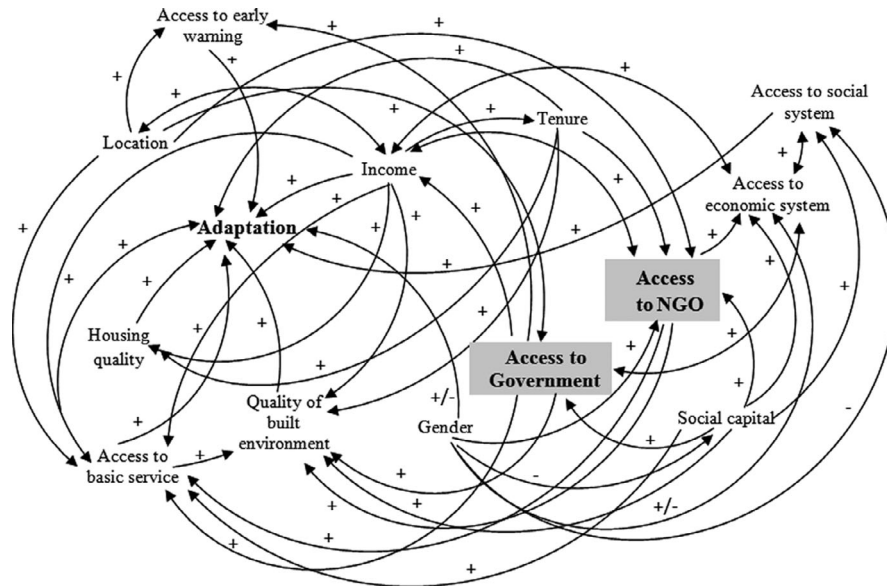 Access to early
warning
+
+
+
+
+
+
Access to social
system
Tenure
Location
+
+
+
Income
Access to
economic system
+
+
+
+
+
Adaptation
+
+
+
+
+
+
Access
to NGO
Housing
quality
+
+
+
+
Access to
Government
+
+
+
+/-
Quality of
built
environment
Gender
Social capital
-
+
+
Access to
basic service
+
+
-
+
+/-
+
+
+